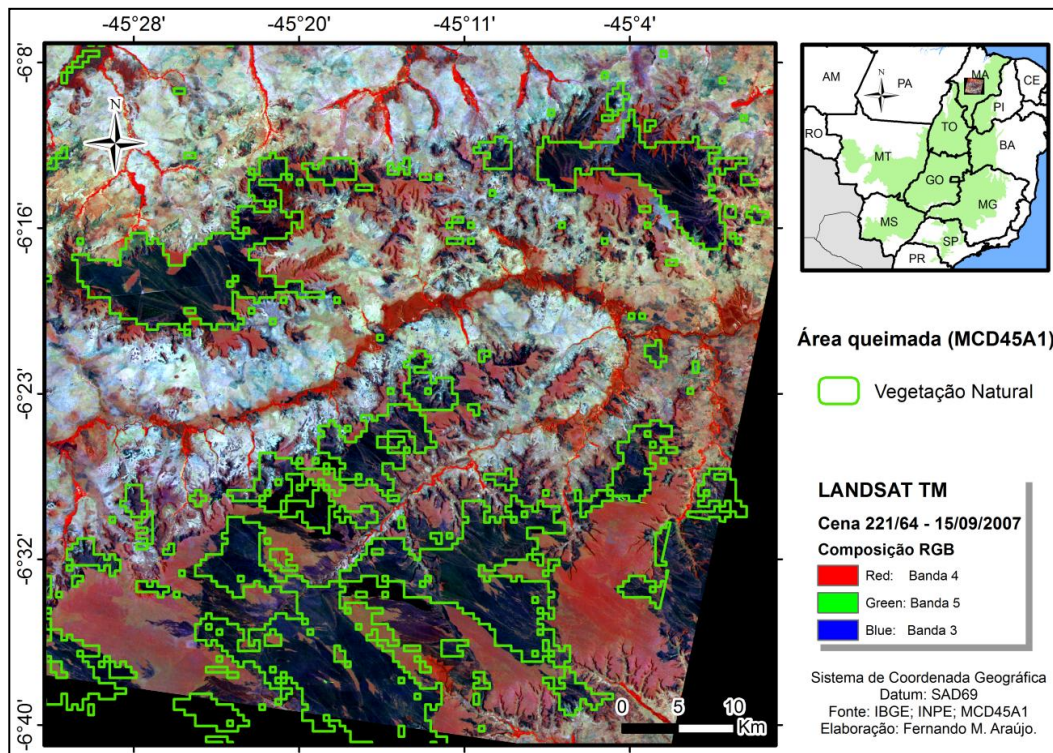 -45°28'
-45°20'
-45°11'
-45°4'
-6°8'
-6°16'
-6°23'
-6°32'
-6°40'
N
0 5 10
Km
AM
PA
MA
CE
PI
RO
TO
BA
MT
GO
MG
MS
SP
PR
N
Área queimada (MCD45A1)
Vegetação Natural
LANDSAT TM
Cena 221/64 - 15/09/2007
Composição RGB
Red: Banda 4
Green: Banda 5
Blue: Banda 3
Sistema de Coordenada Geográfica
Datum: SAD69
Fonte: IBGE; INPE; MCD45A1
Elaboração: Fernando M. Araújo.